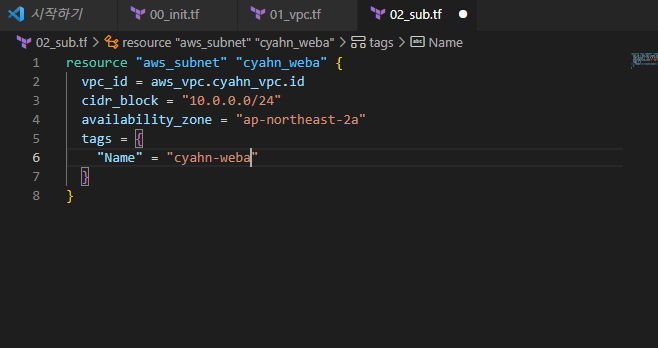 시작하기 00_init.tf 01_vpc.tf 02_sub.tf
02_sub.tf > resource "aws_subnet" "cyahn_weba" > tags > abc Name
1 resource "aws_subnet" "cyahn_weba" {
2 vpc_id = aws_vpc.cyahn_vpc.id
3 cidr_block = "10.0.0.0/24"
4 availability_zone = "ap-northeast-2a"
5 tags = {
6 "Name" = "cyahn-weba"
7 }
8 }